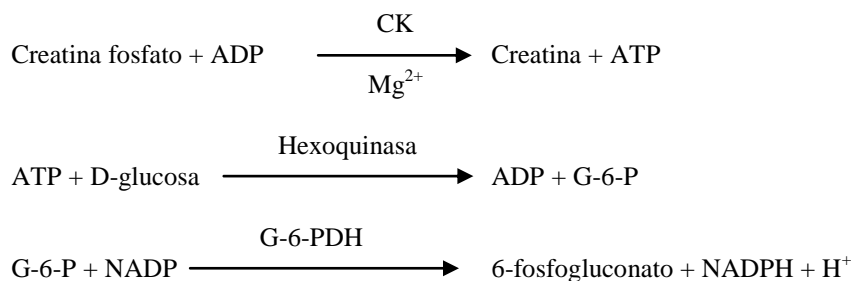 CK
Creatina fosfato + ADP Creatina + ATP
Mg²⁺
Hexoquinasa
ATP + D-glucosa ADP + G-6-P
G-6-PDH
G-6-P + NADP 6-fosfogluconato + NADPH + H⁺